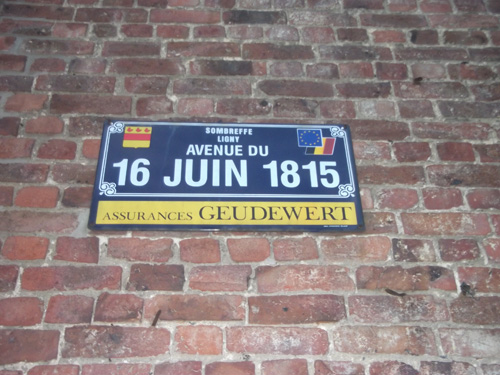 SOMBREFFE
LIGNY
AVENUE DU
16 JUIN 1815
ASSURANCES GEUDEWERT